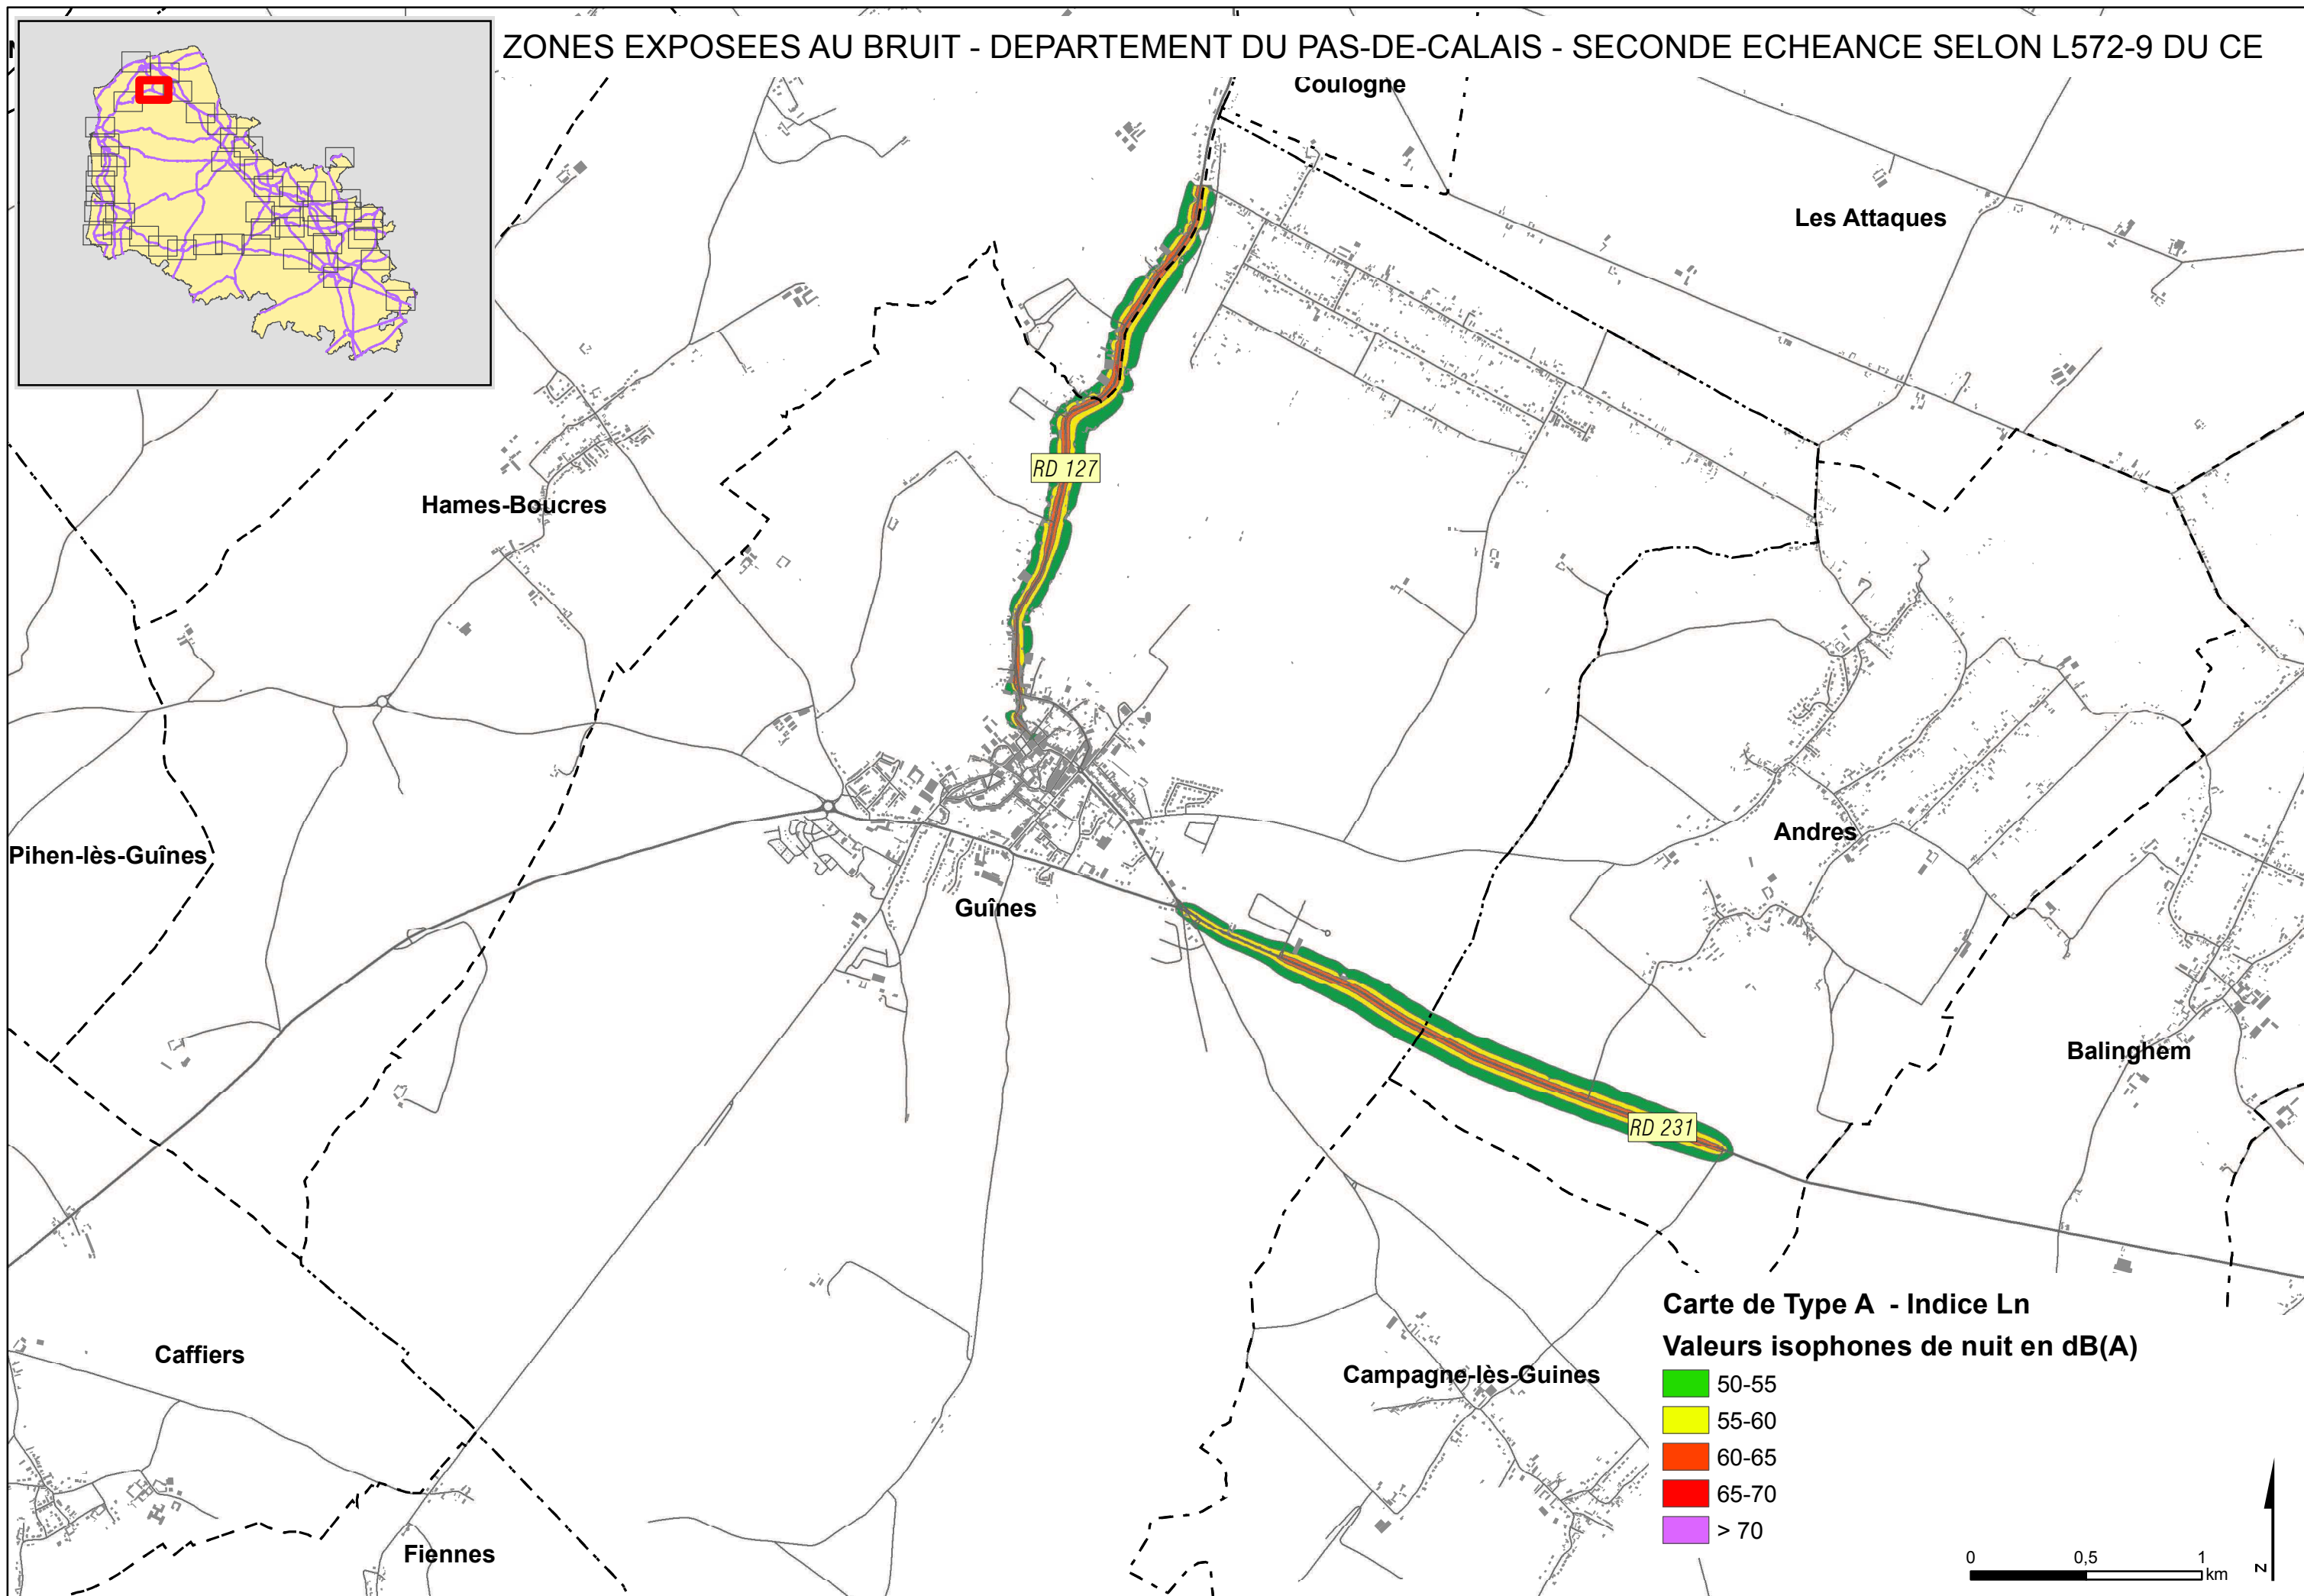 ZONES EXPOSEES AU BRUIT - DEPARTEMENT DU PAS-DE-CALAIS - SECONDE ECHEANCE SELON L572-9 DU CE
Coulogne
Les Attaques
RD 127
Hames-Boucres
Andres
Pihen-lès-Guînes
Guînes
Balinghem
RD 231
Carte de Type A - Indice Ln
Valeurs isophones de nuit en dB(A)
50-55
55-60
60-65
65-70
> 70
Caffiers
Campagne-lès-Guines
Fiennes
0 0,5 1
km
N